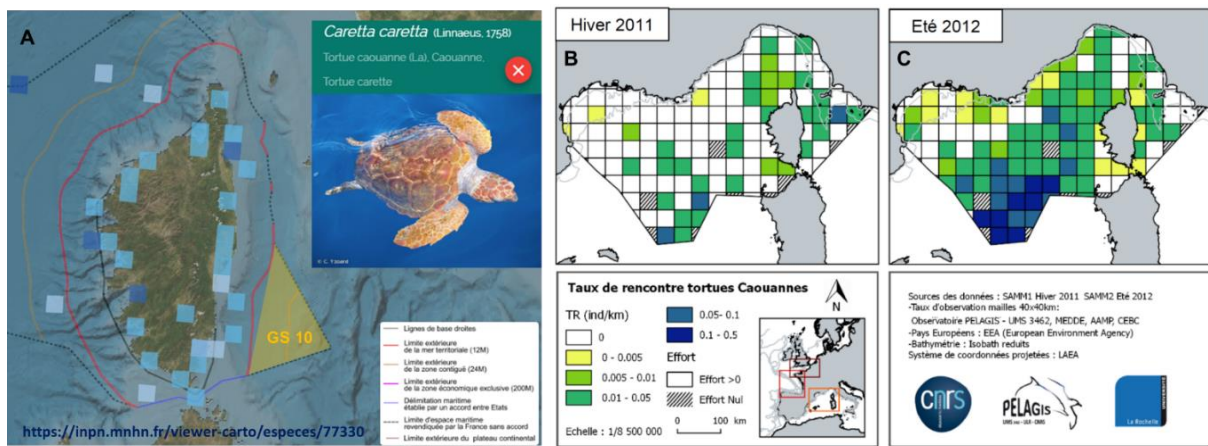 A
Caretta caretta (Linnaeus, 1758)
Tortue caouanne (La), Caouanne,
Tortue carette
GS 10
Lignes de base droites
Limite extérieure
de la mer territoriale (12M)
Limite extérieure
de la zone contiguë (24M)
Limite extérieure
de la zone économique exclusive (200M)
Délimitation maritime
établie par un accord entre Etats
Limite d'espace maritime
revendiquée par la France sans accord
Limite extérieure du plateau continental
https://inpn.mnhn.fr/viewer-carto/especes/77330
Hiver 2011
B
Eté 2012
C
Taux de rencontre tortues Caouannes
TR (ind/km)
0
0 - 0.005
0.005 - 0.01
0.01 - 0.05
0.05- 0.1
0.1 - 0.5
Effort
Effort >0
Effort Nul
N
0 100 km
Echelle : 1/8 500 000
Sources des données : SAMM1 Hiver 2011 SAMM2 Eté 2012
-Taux d'observation mailles 40x40km:
Observatoire PELAGIS - UMS 3462, MEDDE, AAMP, CEBC
-Pays Européens : EEA (European Environment Agency)
-Bathymétrie : Isobath reduits
Système de coordonnées projetées : LAEA
cnrs
PELAGIS
La Rochelle
UNIVERSITÉ